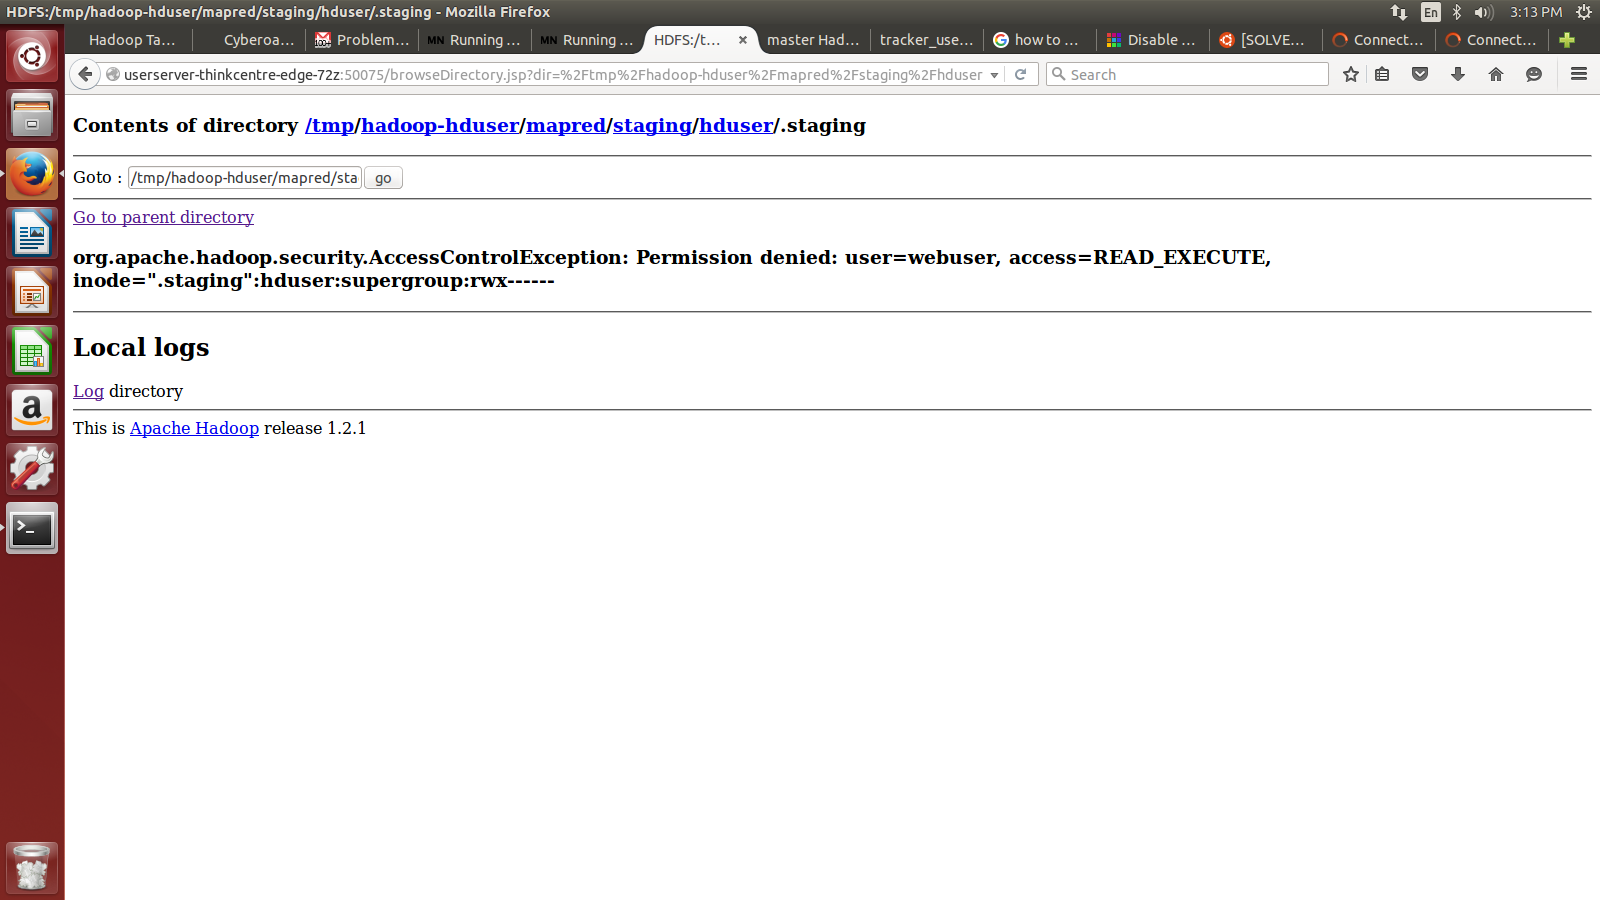 HDFS:/tmp/hadoop-hduser/mapred/staging/hduser/.staging - Mozilla Firefox
En
3:13 PM
Hadoop Ta...
Cyberoa...
100+
Problem...
MN Running ...
MN Running ...
HDFS:/t...
master Had...
tracker_use...
how to ...
Disable ...
[SOLVE...
Connect...
Connect...
userserver-thinkcentre-edge-72z:50075/browseDirectory.jsp?dir=%2Ftmp%2Fhadoop-hduser%2Fmapred%2Fstaging%2Fhduser
Search
Contents of directory /tmp/hadoop-hduser/mapred/staging/hduser/.staging
Goto : /tmp/hadoop-hduser/mapred/sta go
Go to parent directory
org.apache.hadoop.security.AccessControlException: Permission denied: user=webuser, access=READ_EXECUTE,
inode=".staging":hduser:supergroup:rwx------
Local logs
Log directory
This is Apache Hadoop release 1.2.1